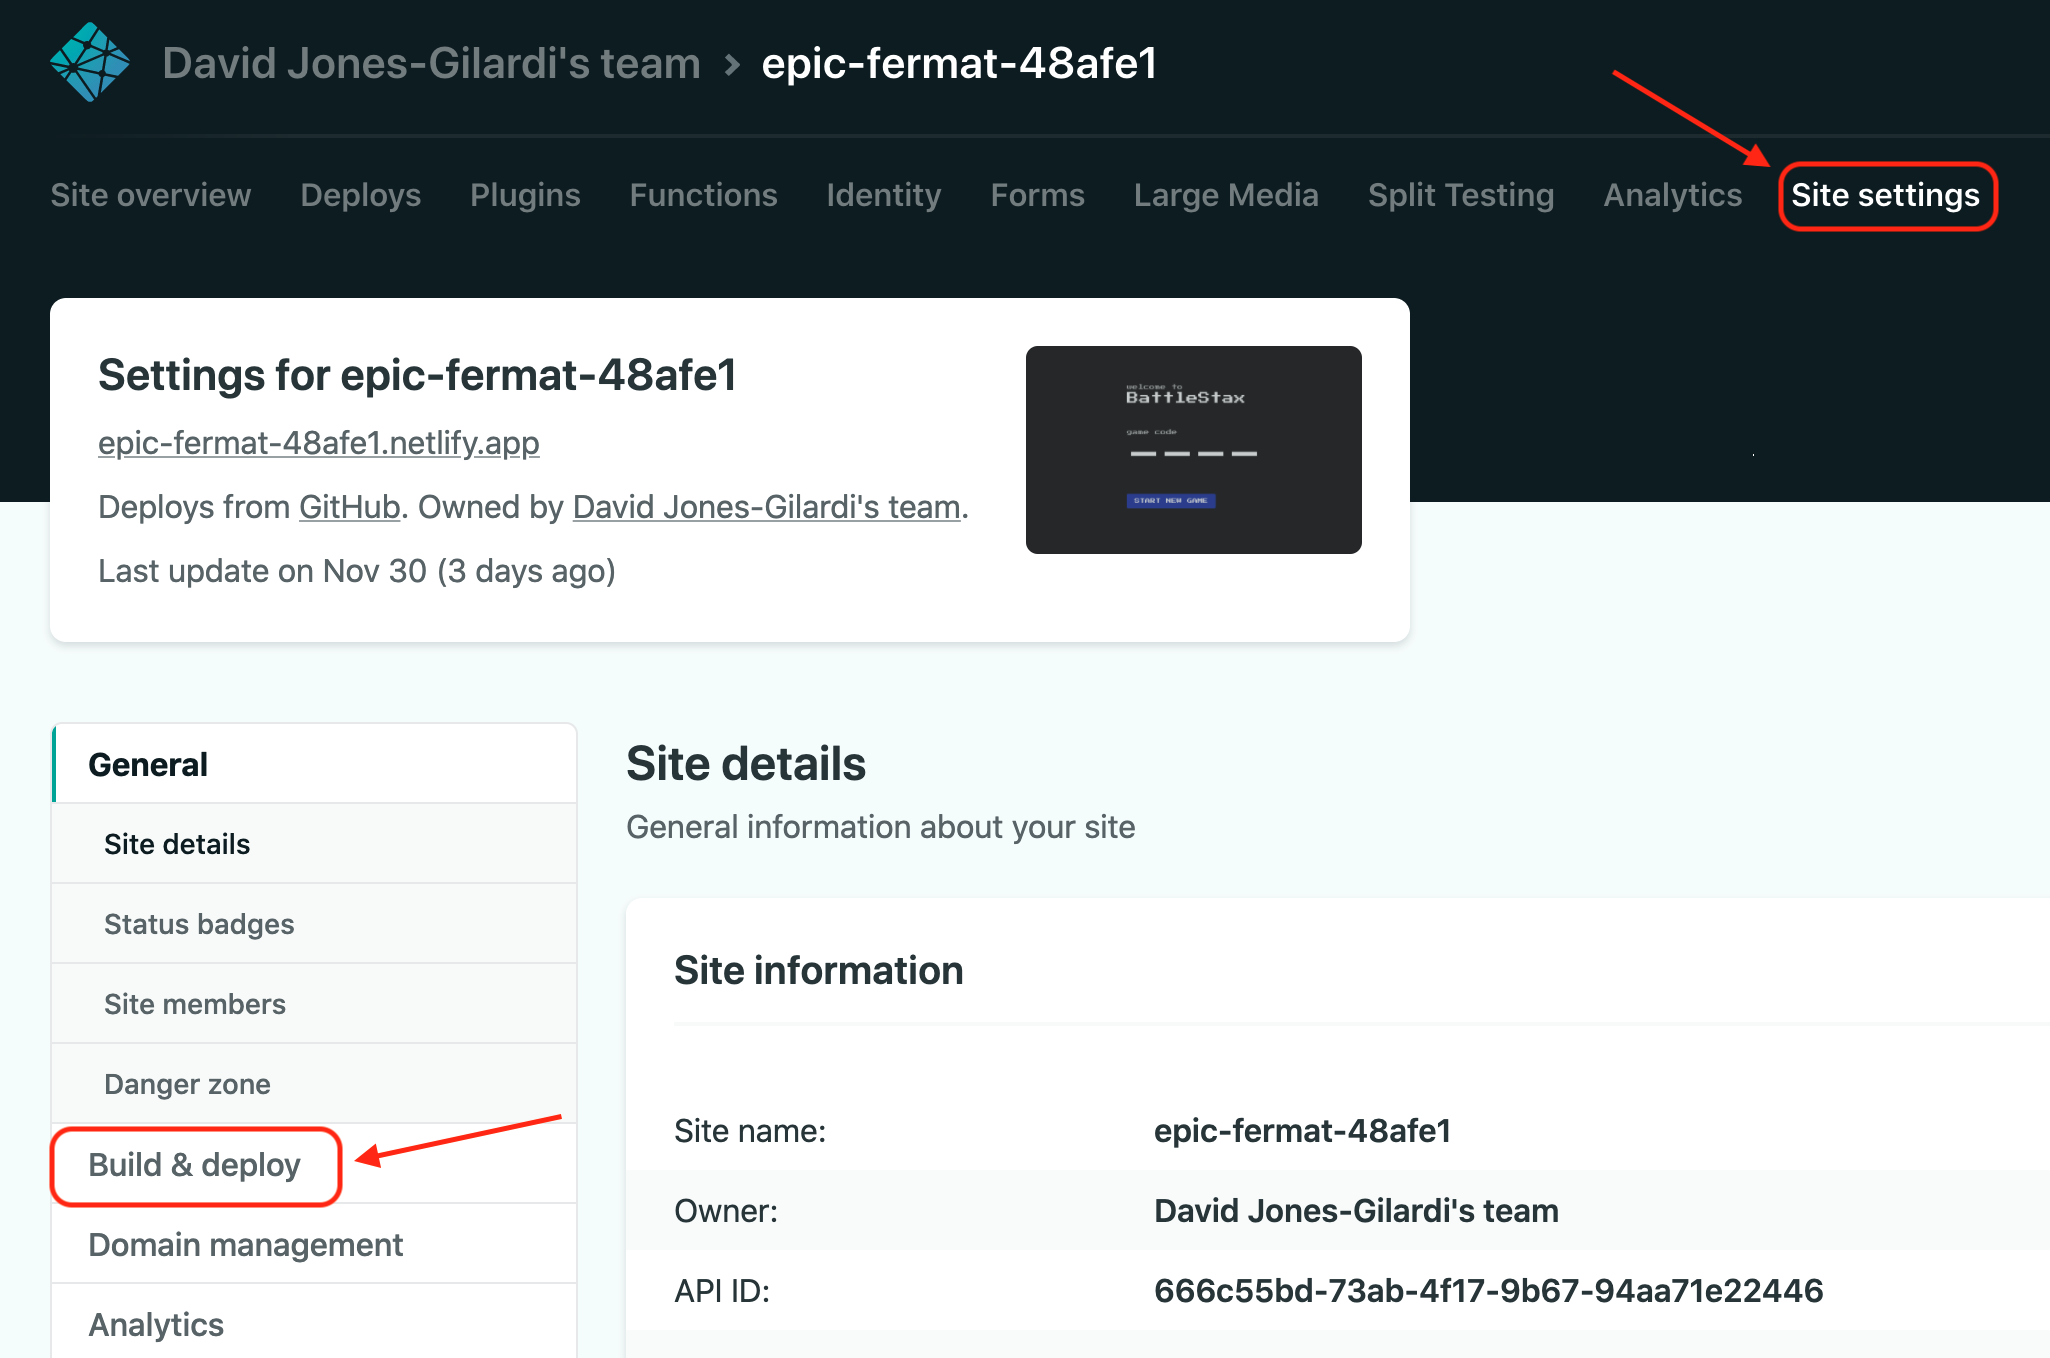 David Jones-Gilardi's team > epic-fermat-48afe1
Site overview Deploys Plugins Functions Identity Forms Large Media Split Testing Analytics Site settings
Settings for epic-fermat-48afe1
epic-fermat-48afe1.netlify.app
Deploys from GitHub. Owned by David Jones-Gilardi's team.
Last update on Nov 30 (3 days ago)
welcome to
BattleStax
game code
START NEW GAME
General
Site details
Status badges
Site members
Danger zone
Build & deploy
Domain management
Analytics
Site details
General information about your site
Site information
Site name: epic-fermat-48afe1
Owner: David Jones-Gilardi's team
API ID: 666c55bd-73ab-4f17-9b67-94aa71e22446